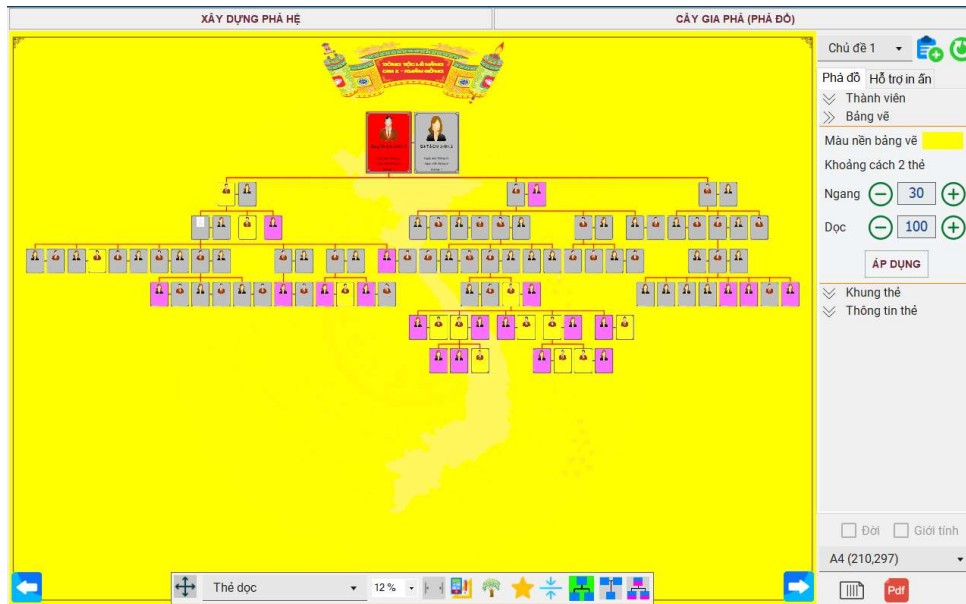 XÂY DỰNG PHẢ HỆ
CÂY GIA PHẢ (PHẢ ĐỒ)
Chủ đề 1
Phả đồ Hỗ trợ in ấn
Thành viên
Bảng vẽ
Màu nền bảng vẽ
Khoảng cách 2 thẻ
Ngang 30
Dọc 100
ÁP DỤNG
Khung thẻ
Thông tin thẻ
Đời Giới tính
A4 (210,297)
Thẻ dọc 12 %
Pdf